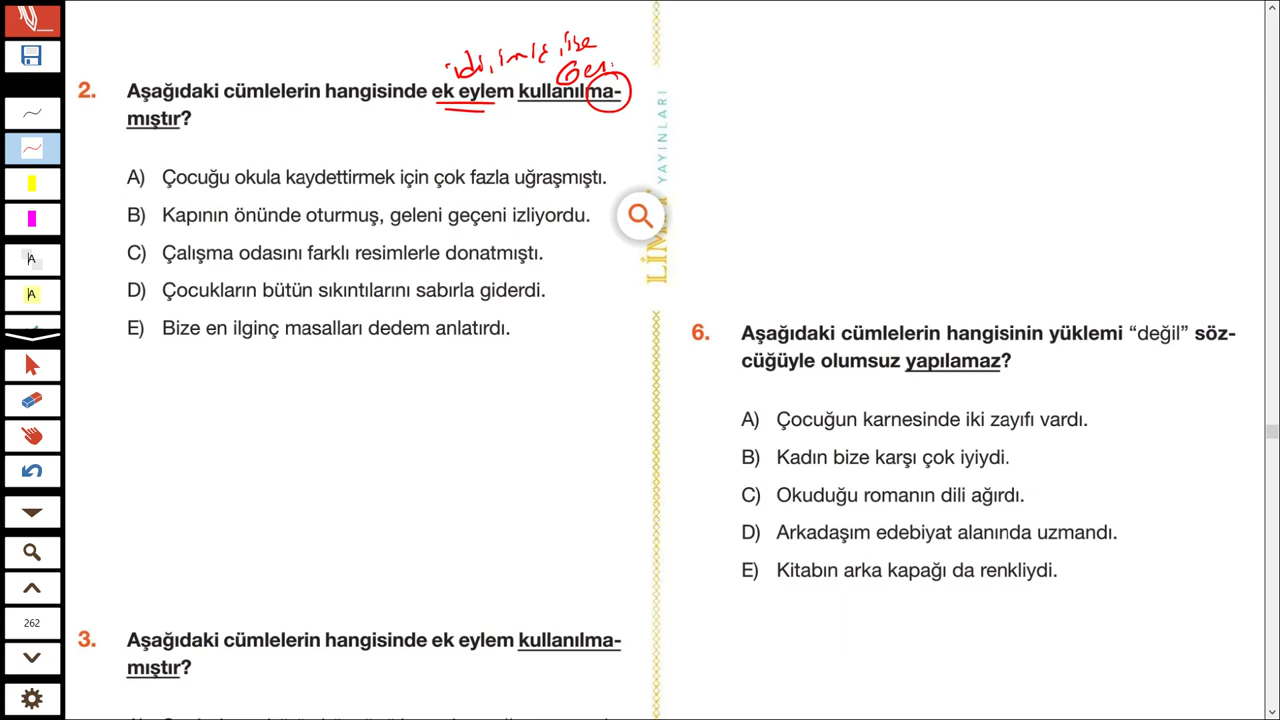 idi, imiş, ise
2. Aşağıdaki cümlelerin hangisinde ek eylem kullanılma-
mıştır?
A) Çocuğu okula kaydettirmek için çok fazla uğraşmıştı.
B) Kapının önünde oturmuş, geleni geçeni izliyordu.
C) Çalışma odasını farklı resimlerle donatmıştı.
D) Çocukların bütün sıkıntılarını sabırla giderdi.
E) Bize en ilginç masalları dedem anlatırdı.
3. Aşağıdaki cümlelerin hangisinde ek eylem kullanılma-
mıştır?
YAYINLARI
6. Aşağıdaki cümlelerin hangisinin yüklemi “değil” söz-
cüğüyle olumsuz yapılamaz?
A) Çocuğun karnesinde iki zayıfı vardı.
B) Kadın bize karşı çok iyiydi.
C) Okuduğu romanın dili ağırdı.
D) Arkadaşım edebiyat alanında uzmandı.
E) Kitabın arka kapağı da renkliydi.
A
A
262